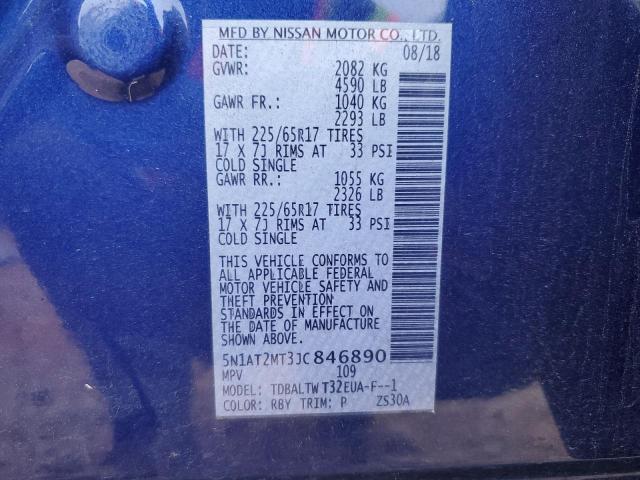 MFD BY NISSAN MOTOR CO., LTD.
DATE: 08/18
GVWR: 2082 KG
4590 LB
GAWR FR.: 1040 KG
2293 LB
WITH 225/65R17 TIRES
17 X 7J RIMS AT 33 PSI
COLD SINGLE
GAWR RR.: 1055 KG
2326 LB
WITH 225/65R17 TIRES
17 X 7J RIMS AT 33 PSI
COLD SINGLE
THIS VEHICLE CONFORMS TO
ALL APPLICABLE FEDERAL
MOTOR VEHICLE SAFETY AND
THEFT PREVENTION
STANDARDS IN EFFECT ON
THE DATE OF MANUFACTURE
SHOWN ABOVE.
5N1AT2MT3JC846890
MPV 109
MODEL: TDBALTW T32EUA-F--1
COLOR: RBY TRIM: P ZS30A